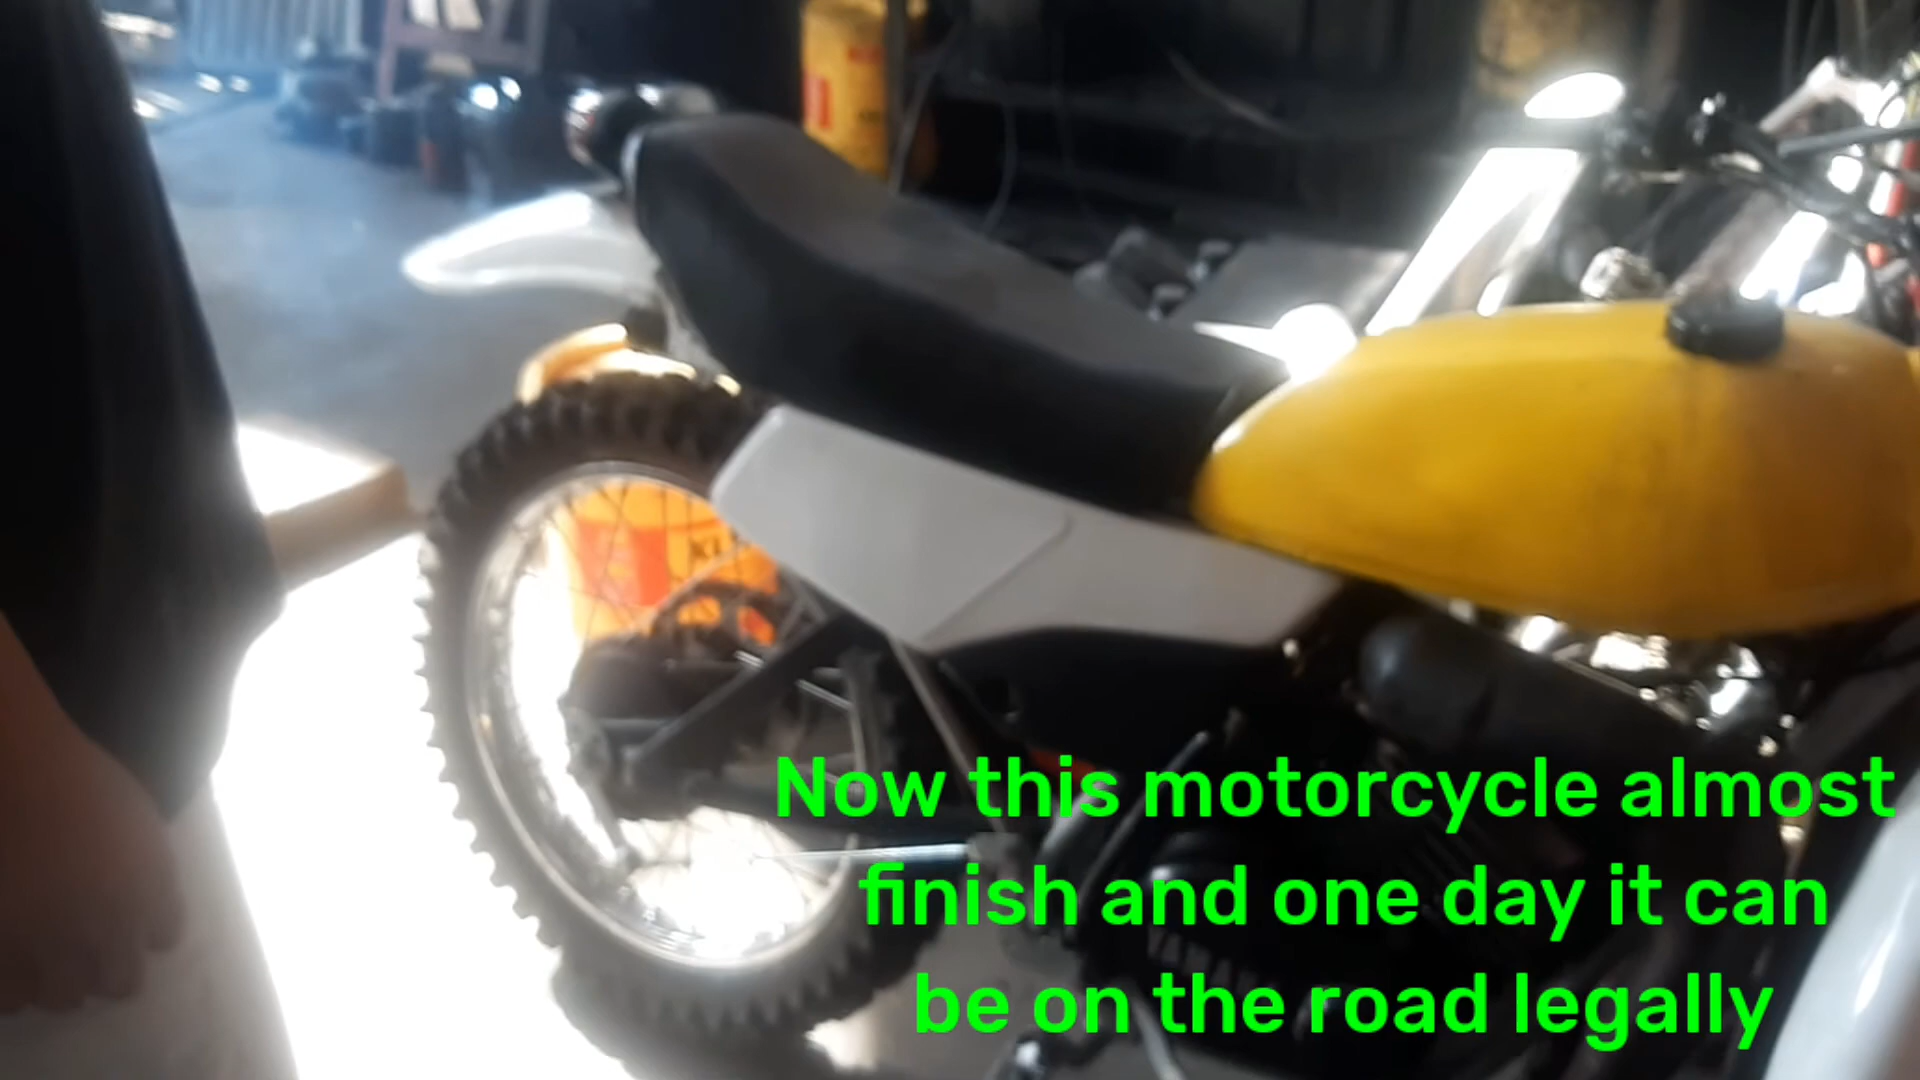 Now this motorcycle almost
finish and one day it can
be on the road legally